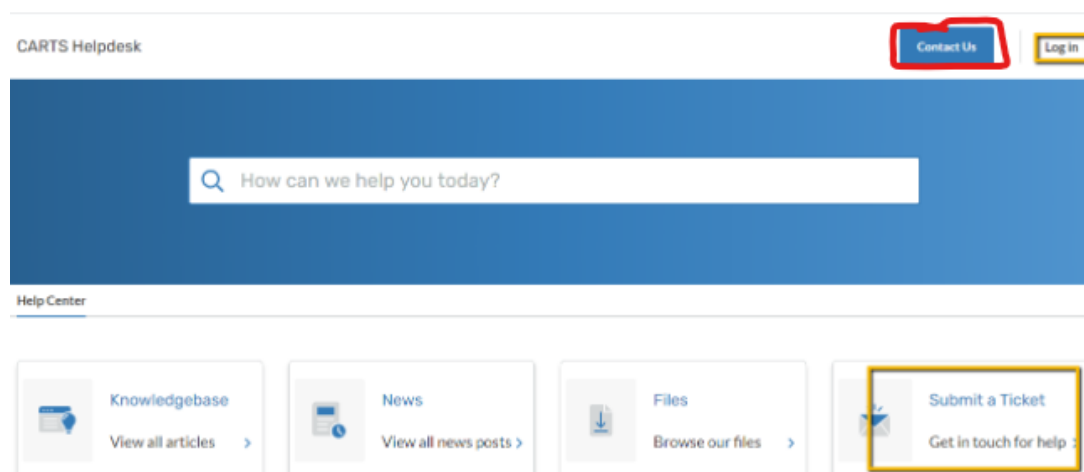 CARTS Helpdesk
Contact Us
Log in
How can we help you today?
Help Center
Knowledgebase
View all articles
News
View all news posts
Files
Browse our files
Submit a Ticket
Get in touch for help